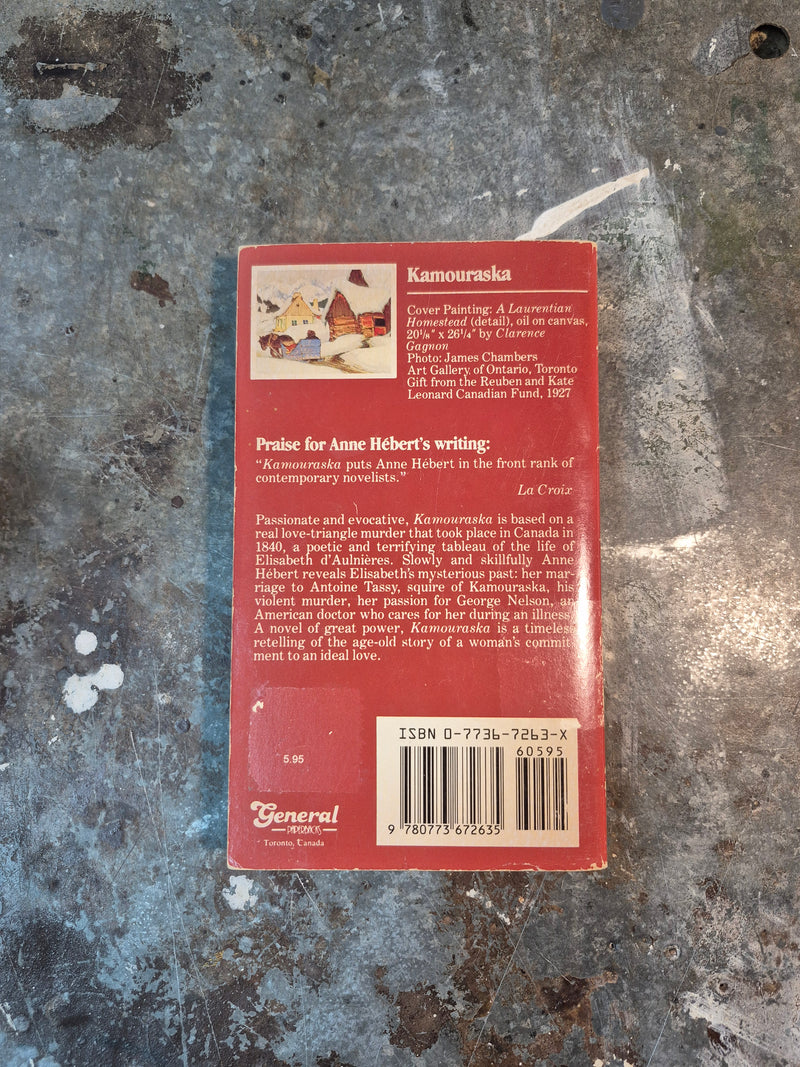 Kamouraska
Cover Painting: A Laurentian
Homestead (detail), oil on canvas,
20⅛″ x 26¼″ by Clarence
Gagnon
Photo: James Chambers
Art Gallery of Ontario, Toronto
Gift from the Reuben and Kate
Leonard Canadian Fund, 1927
Praise for Anne Hébert's writing:
“Kamouraska puts Anne Hébert in the front rank of
contemporary novelists.”
La Croix
Passionate and evocative, Kamouraska is based on a
real love-triangle murder that took place in Canada in
1840, a poetic and terrifying tableau of the life of
Elisabeth d'Aulnières. Slowly and skillfully Anne
Hébert reveals Elisabeth's mysterious past: her mar-
riage to Antoine Tassy, squire of Kamouraska, his
violent murder, her passion for George Nelson, an
American doctor who cares for her during an illness.
A novel of great power, Kamouraska is a timeless
retelling of the age-old story of a woman's commit-
ment to an ideal love.
5.95
General
PAPERBACKS
Toronto, Canada
ISBN 0-7736-7263-X
60595
9 780773 672635